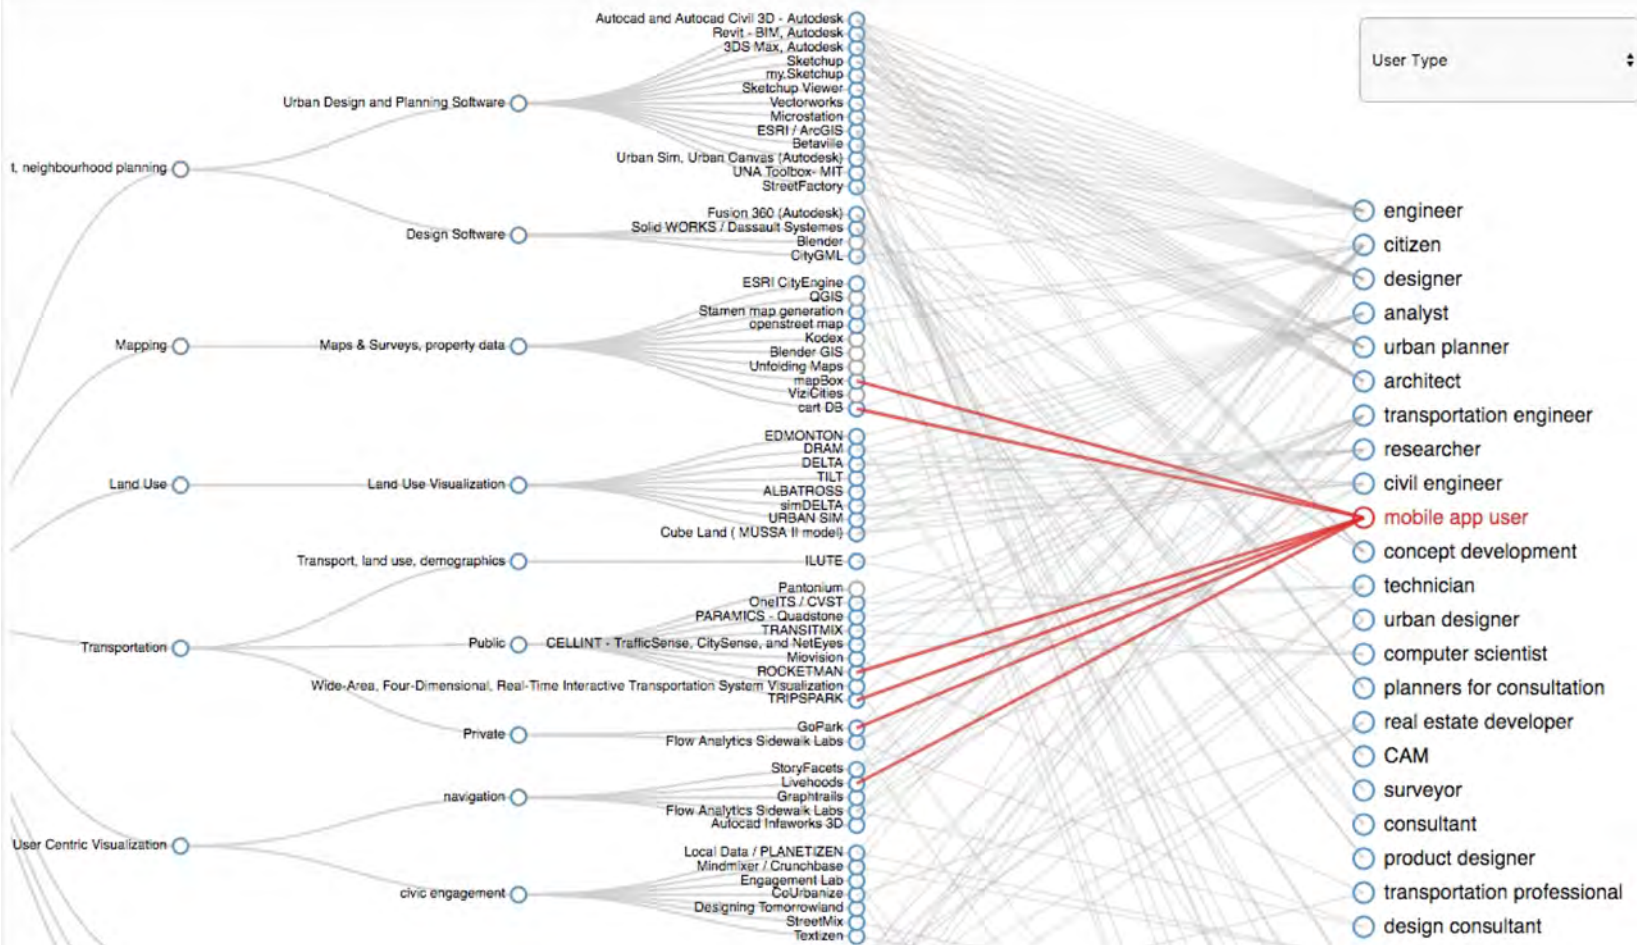 t, neighbourhood planning
Mapping
Land Use
Transportation
User Centric Visualization
Urban Design and Planning Software
Design Software
Maps & Surveys, property data
Land Use Visualization
Transport, land use, demographics
Public
Private
navigation
civic engagement
Autocad and Autocad Civil 3D - Autodesk
Revit - BIM, Autodesk
3DS Max, Autodesk
Sketchup
my.Sketchup
Sketchup Viewer
Vectorworks
Microstation
ESRI / ArcGIS
Betaville
Urban Sim, Urban Canvas (Autodesk)
UNA Toolbox- MIT
StreetFactory
Fusion 360 (Autodesk)
Solid WORKS / Dassault Systemes
Blender
CityGML
ESRI CityEngine
QGIS
Stamen map generation
openstreet map
Kodex
Blender GIS
Unfolding Maps
mapBox
ViziCities
cart DB
EDMONTON
DRAM
DELTA
TILT
ALBATROSS
simDELTA
URBAN SIM
Cube Land ( MUSSA II model)
ILUTE
Pantonium
OneITS / CVST
PARAMICS - Quadstone
TRANSITMIX
CELLINT - TrafficSense, CitySense, and NetEyes
Miovision
ROCKETMAN
Wide-Area, Four-Dimensional, Real-Time Interactive Transportation System Visualization
TRIPSPARK
GoPark
Flow Analytics Sidewalk Labs
StoryFacets
Livehoods
Graphtrails
Flow Analytics Sidewalk Labs
Autocad Infaworks 3D
Local Data / PLANETIZEN
Mindmixer / Crunchbase
Engagement Lab
CoUrbanize
Designing Tomorrowland
StreetMix
Textizen
User Type
engineer
citizen
designer
analyst
urban planner
architect
transportation engineer
researcher
civil engineer
mobile app user
concept development
technician
urban designer
computer scientist
planners for consultation
real estate developer
CAM
surveyor
consultant
product designer
transportation professional
design consultant